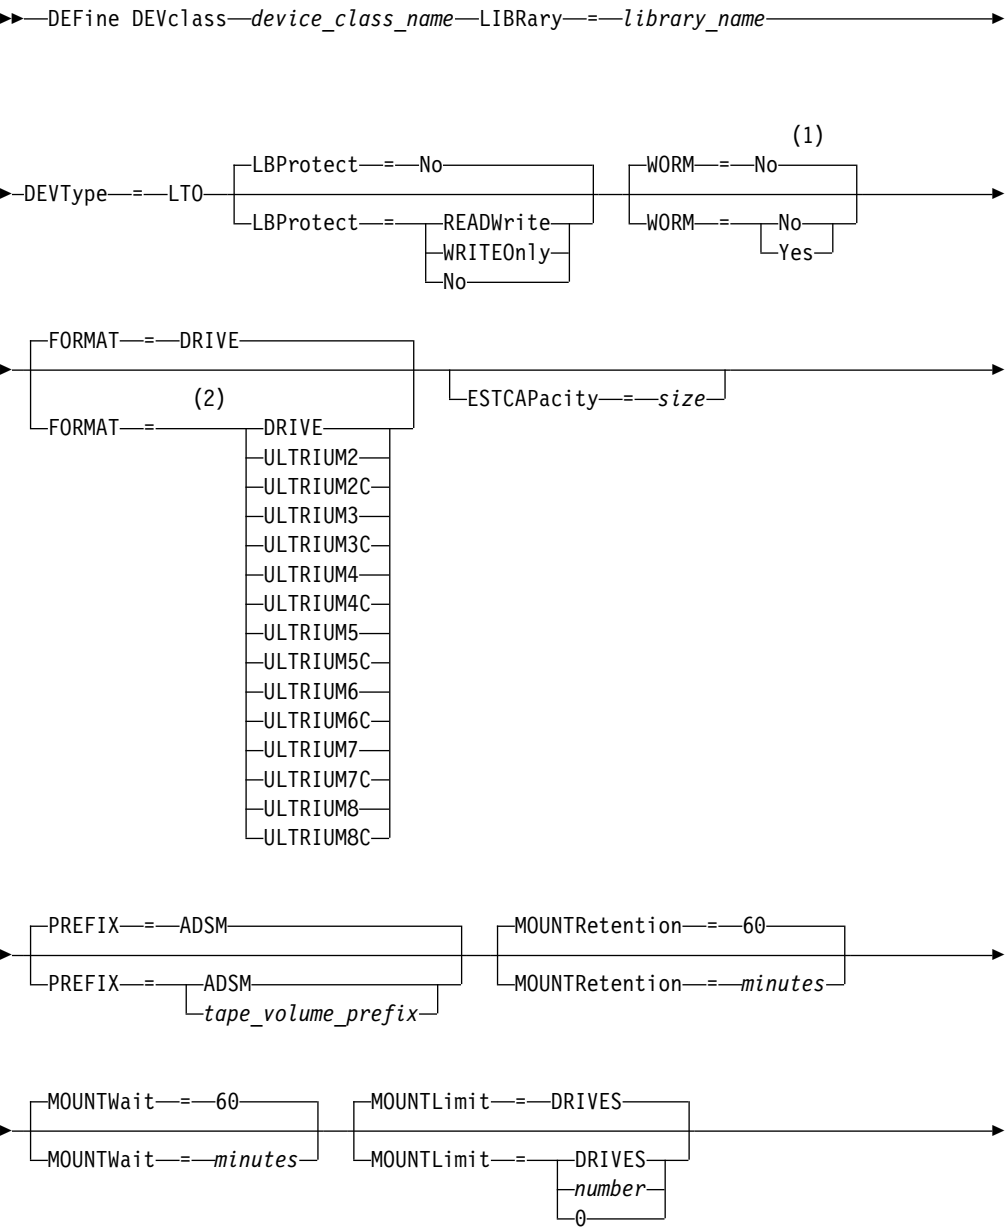 DEFine DEVclass device_class_name LIBRary = library_name
(1)
LBProtect = No WORM = No
DEVType = LTO
LBProtect = READWrite WORM = No
WRITEOnly Yes
No
FORMAT = DRIVE
(2) ESTCAPacity = size
FORMAT = DRIVE
ULTRIUM2
ULTRIUM2C
ULTRIUM3
ULTRIUM3C
ULTRIUM4
ULTRIUM4C
ULTRIUM5
ULTRIUM5C
ULTRIUM6
ULTRIUM6C
ULTRIUM7
ULTRIUM7C
ULTRIUM8
ULTRIUM8C
PREFIX = ADSM MOUNTRetention = 60
PREFIX = ADSM MOUNTRetention = minutes
tape_volume_prefix
MOUNTWait = 60 MOUNTLimit = DRIVES
MOUNTWait = minutes MOUNTLimit = DRIVES
number
0